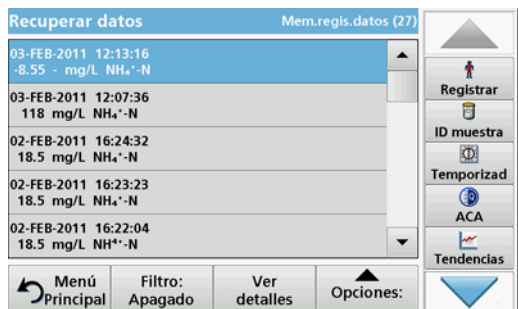 Recuperar datos Mem.regis.datos (27)
03-FEB-2011 12:13:16
-8.55 - mg/L NH₄⁺-N
03-FEB-2011 12:07:36
118 mg/L NH₄⁺-N
02-FEB-2011 16:24:32
18.5 mg/L NH₄⁺-N
02-FEB-2011 16:23:23
18.5 mg/L NH₄⁺-N
02-FEB-2011 16:22:04
18.5 mg/L NH⁴⁺-N
Registrar
ID muestra
Temporizad
ACA
Tendencias
Menú
Principal
Filtro:
Apagado
Ver
detalles
Opciones: